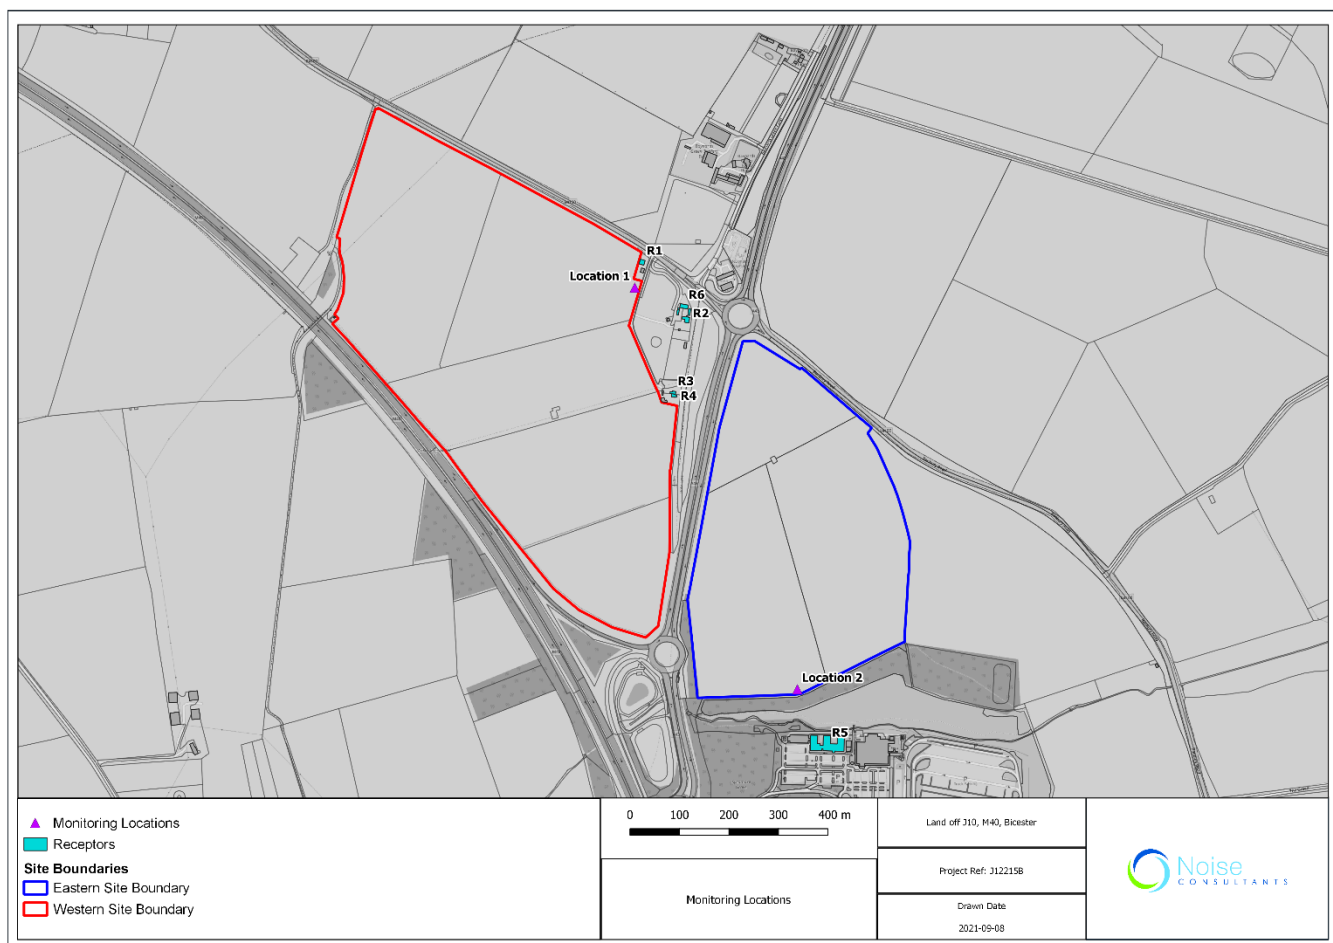 R1
Location 1
R6
R2
R3
R4
Location 2
R5
Monitoring Locations
Receptors
Site Boundaries
Eastern Site Boundary
Western Site Boundary
0 100 200 300 400 m
Monitoring Locations
Land off J10, M40, Bicester
Project Ref: J12215B
Drawn Date
2021-09-08
Noise
CONSULTANTS